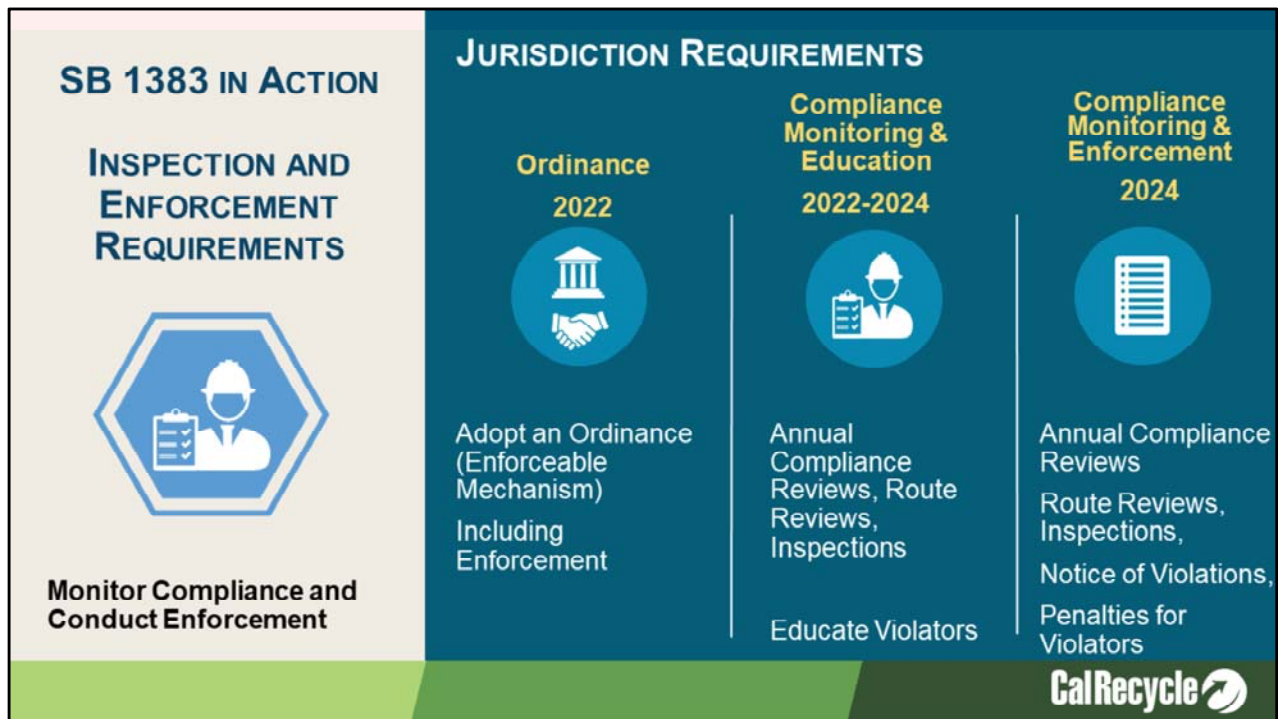 SB 1383 IN ACTION
INSPECTION AND
ENFORCEMENT
REQUIREMENTS
Monitor Compliance and
Conduct Enforcement
JURISDICTION REQUIREMENTS
Ordinance
2022
Adopt an Ordinance
(Enforceable
Mechanism)
Including
Enforcement
Compliance
Monitoring &
Education
2022-2024
Annual
Compliance
Reviews, Route
Reviews,
Inspections
Educate Violators
Compliance
Monitoring &
Enforcement
2024
Annual Compliance
Reviews
Route Reviews,
Inspections,
Notice of Violations,
Penalties for
Violators
CalRecycle